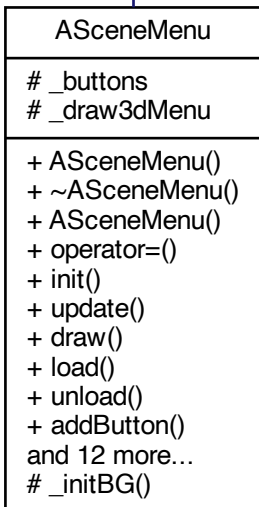 ASceneMenu
# _buttons
# _draw3dMenu
+ ASceneMenu()
+ ~ASceneMenu()
+ ASceneMenu()
+ operator=()
+ init()
+ update()
+ draw()
+ load()
+ unload()
+ addButton()
and 12 more...
# _initBG()